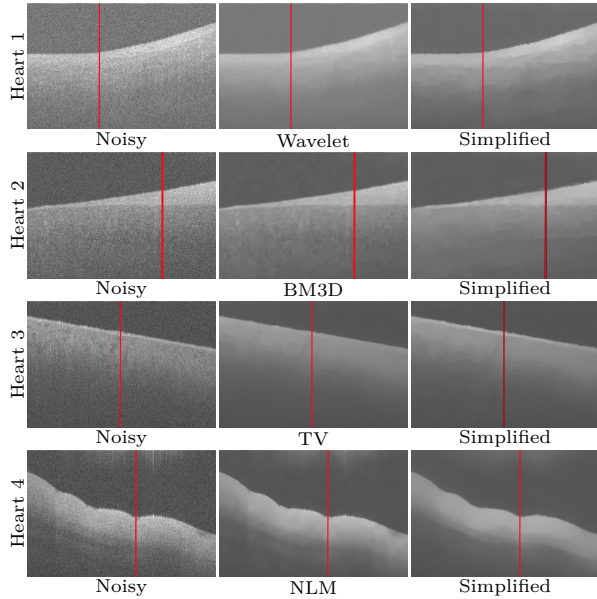 Heart 1
Noisy Wavelet Simplified
Heart 2
Noisy BM3D Simplified
Heart 3
Noisy TV Simplified
Heart 4
Noisy NLM Simplified